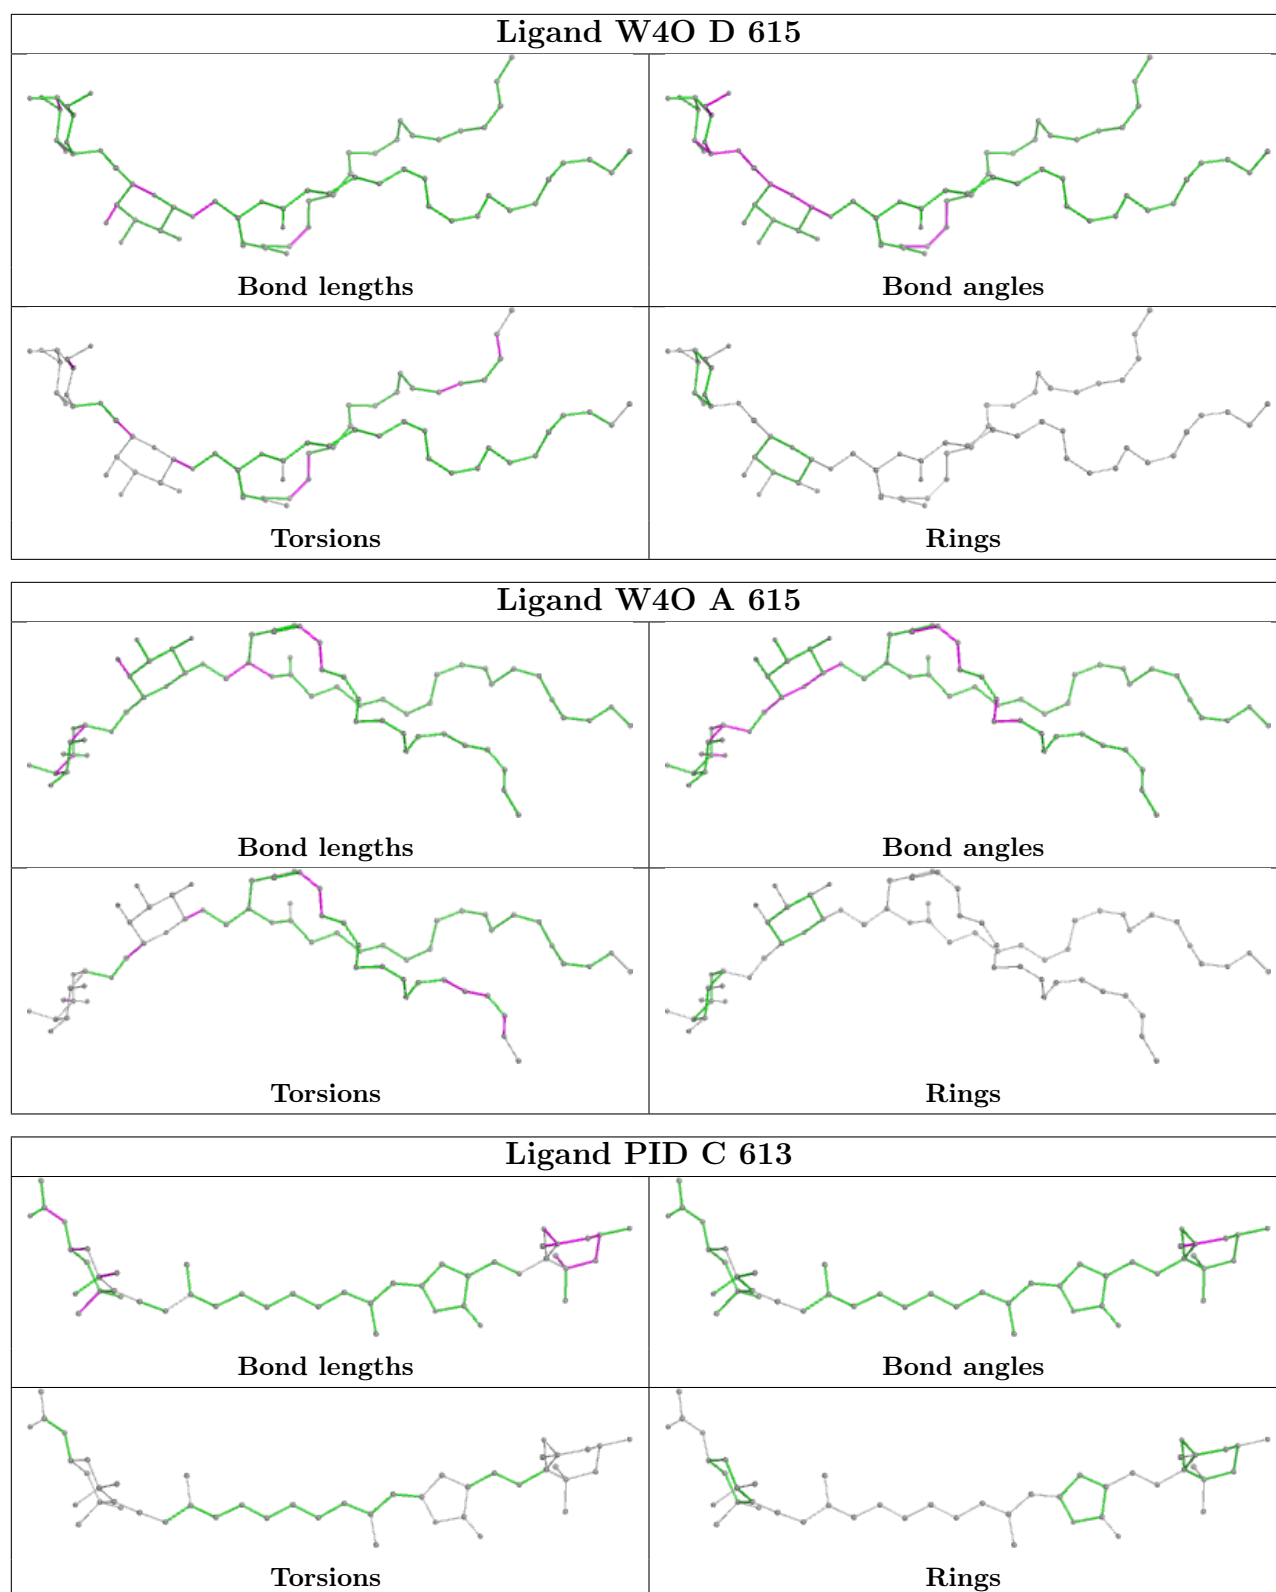 Ligand W4O D 615
Bond lengths
Bond angles
Torsions
Rings
Ligand W4O A 615
Bond lengths
Bond angles
Torsions
Rings
Ligand PID C 613
Bond lengths
Bond angles
Torsions
Rings